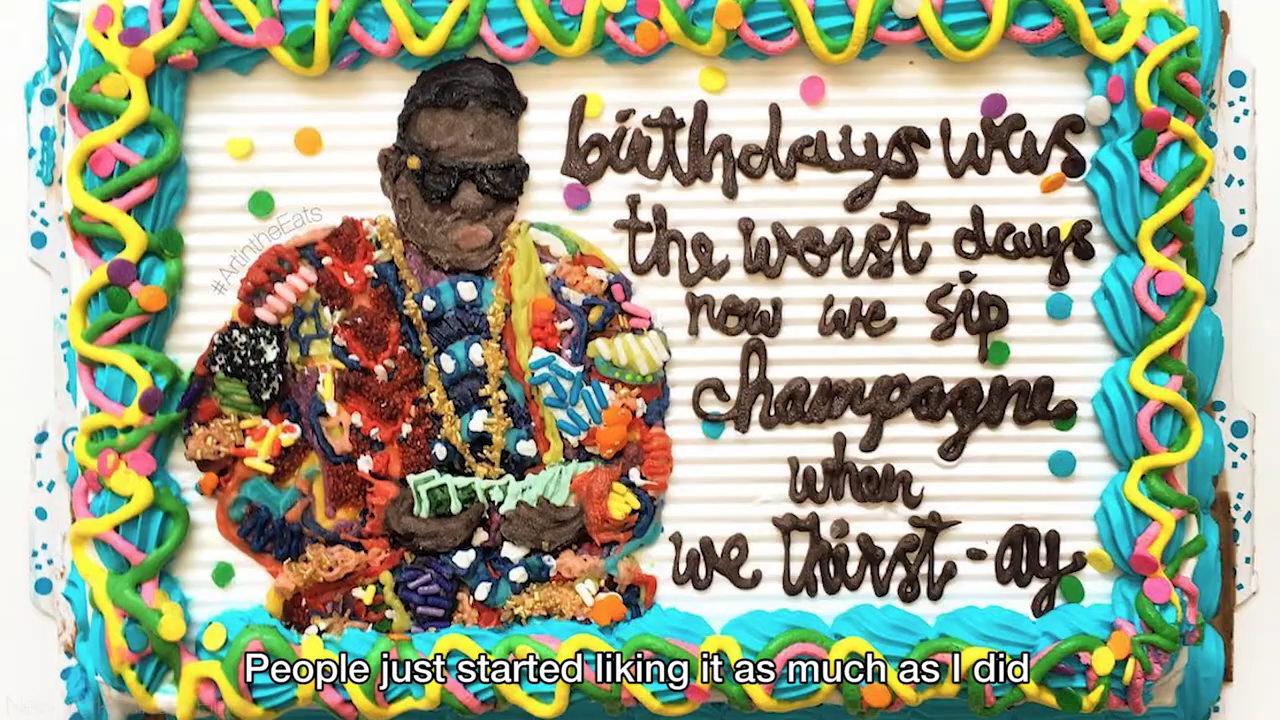 birthdays was
the worst days
now we sip
champagne
when
we thirst-ay
#ArtintheEats
People just started liking it as much as I did